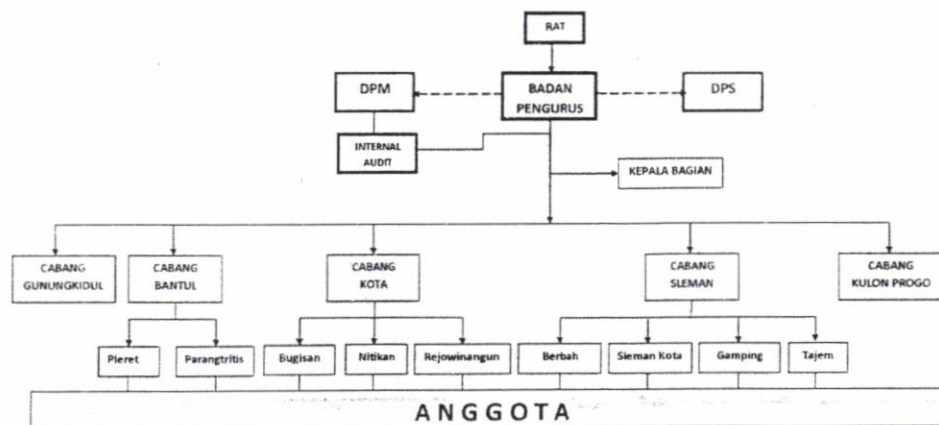 RAT
DPM
BADAN
PENGURUS
DPS
INTERNAL
AUDIT
KEPALA BAGIAN
CABANG
GUNUNGKIDUL
CABANG
BANTUL
CABANG
KOTA
CABANG
SLEMAN
CABANG
KULON PROGO
Pleret
Parangtritis
Bugisan
Nitikan
Rejowinangun
Berbah
Sleman Kota
Gamping
Tajem
ANGGOTA